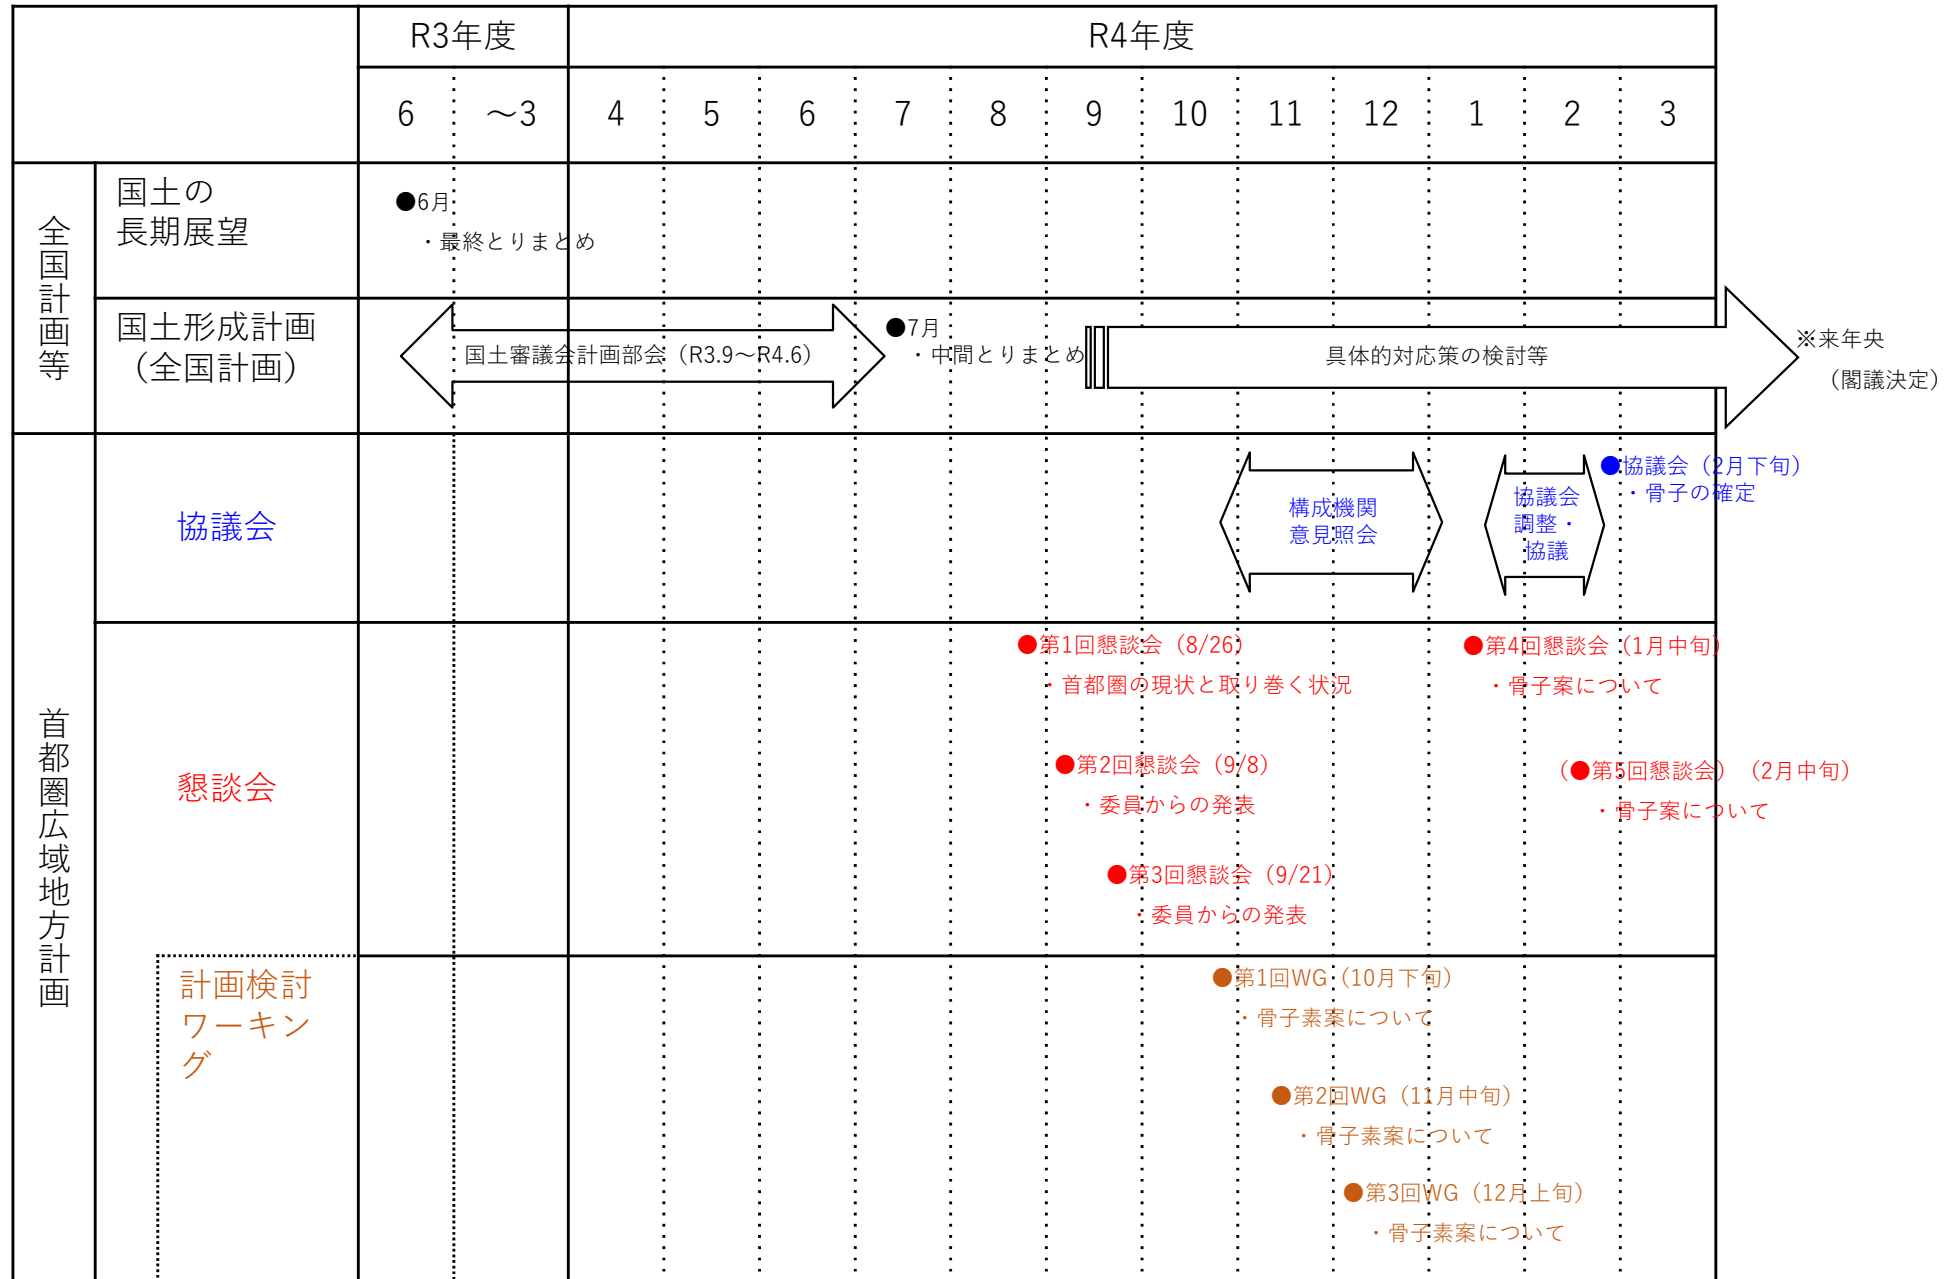 R3年度
R4年度
6
～3
4
5
6
7
8
9
10
11
12
1
2
3
全国計画等
国土の
長期展望
●6月
・最終とりまとめ
国土形成計画
（全国計画）
国土審議会計画部会（R3.9～R4.6）
●7月
・中間とりまとめ
具体的対応策の検討等
※来年央
（閣議決定）
首都圏広域地方計画
協議会
構成機関
意見照会
協議会
調整・
協議
●協議会（2月下旬）
・骨子の確定
懇談会
●第1回懇談会（8/26）
・首都圏の現状と取り巻く状況
●第2回懇談会（9/8）
・委員からの発表
●第3回懇談会（9/21）
・委員からの発表
●第4回懇談会（1月中旬）
・骨子案について
（●第5回懇談会）（2月中旬）
・骨子案について
計画検討
ワーキン
グ
●第1回WG（10月下旬）
・骨子素案について
●第2回WG（11月中旬）
・骨子素案について
●第3回WG（12月上旬）
・骨子素案について